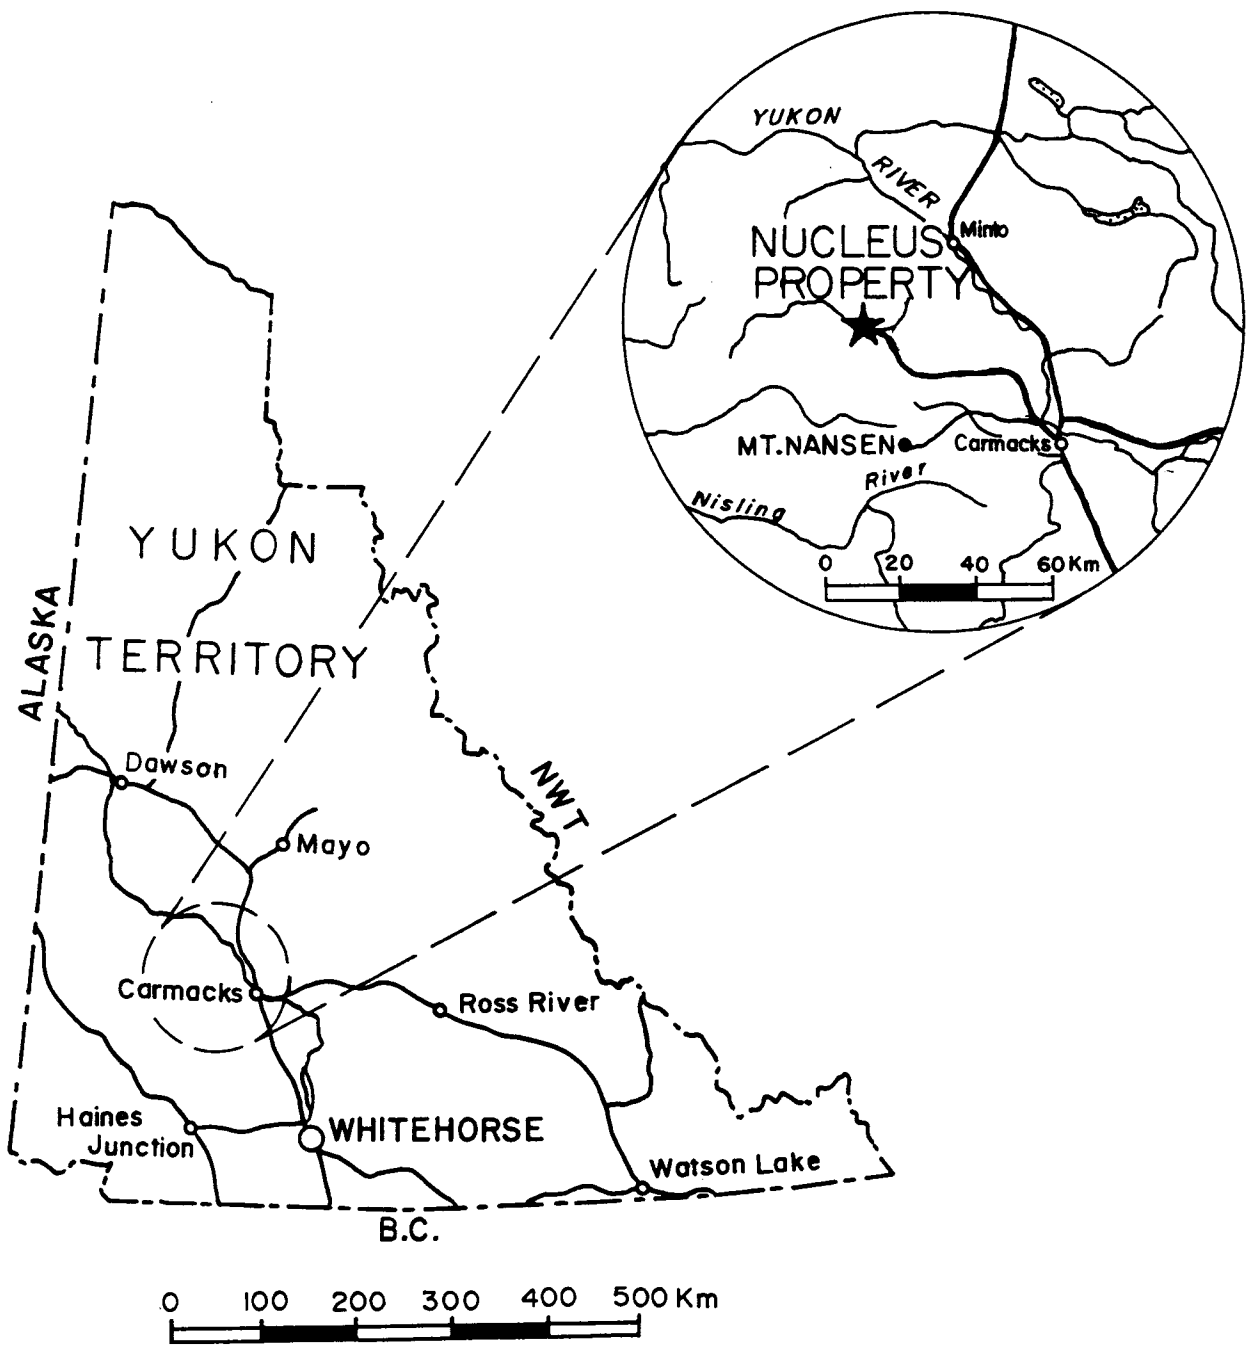 YUKON
RIVER
Minto
NUCLEUS
PROPERTY
MT. NANSEN
Carmacks
River
Nisling
0 20 40 60 Km
YUKON
TERRITORY
ALASKA
Dawson
NWT
Mayo
Carmacks
Ross River
Haines
Junction
WHITEHORSE
Watson Lake
B.C.
0 100 200 300 400 500 Km